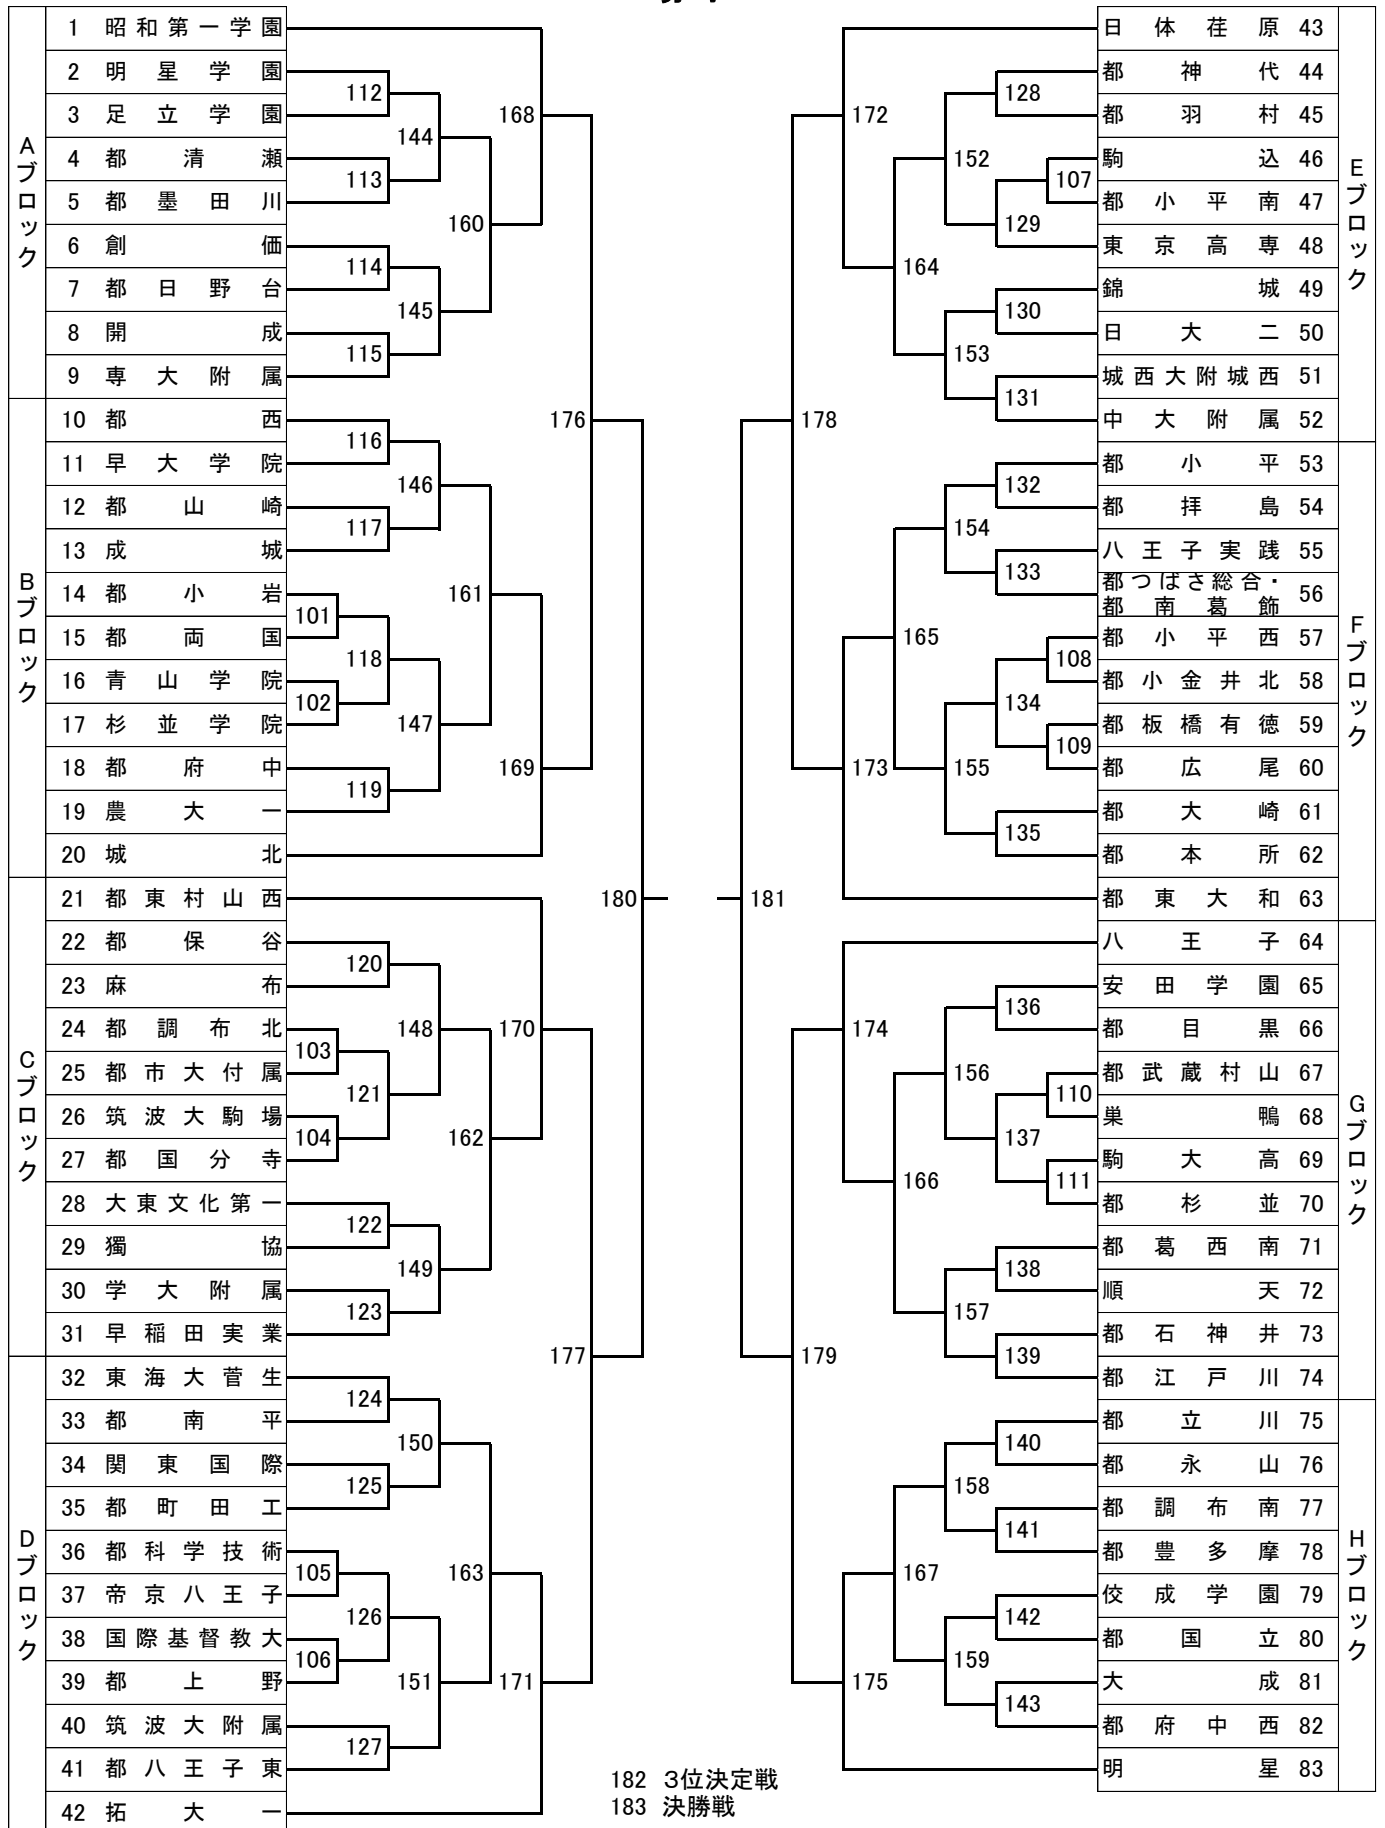 Aブロック
1 昭和第一学園
2 明星学園
3 足立学園
4 都清瀬
5 都墨田川
6 創価
7 都日野台
8 開成
9 専大附属
Bブロック
10 都西
11 早大学院
12 都山崎
13 成城
14 都小岩
15 都両国
16 青山学院
17 杉並学院
18 都府中
19 農大一
20 城北
Cブロック
21 都東村山西
22 都保谷
23 麻布
24 都調布北
25 都市大付属
26 筑波大駒場
27 都国分寺
28 大東文化第一
29 獨協
30 学大附属
31 早稲田実業
Dブロック
32 東海大菅生
33 都南平
34 関東国際
35 都町田工
36 都科学技術
37 帝京八王子
38 国際基督教大
39 都上野
40 筑波大附属
41 都八王子東
42 拓大一
112
113
114
115
116
117
101
102
118
119
120
103
104
121
122
123
124
125
105
106
126
127
144
145
146
147
148
149
150
151
160
161
162
163
168
169
170
171
176
177
180
181
178
179
172
173
174
175
164
165
166
167
152
153
154
155
156
157
158
159
128
107
129
130
131
132
133
108
134
109
135
136
110
137
111
138
139
140
141
142
143
Eブロック
日体荏原 43
都神代 44
都羽村 45
駒込 46
都小平南 47
東京高専 48
錦城 49
日大二 50
城西大附城西 51
中大附属 52
Fブロック
都小平 53
都拝島 54
八王子実践 55
都つばさ総合・
都南葛飾 56
都小平西 57
都小金井北 58
都板橋有徳 59
都広尾 60
都大崎 61
都本所 62
都東大和 63
Gブロック
八王子 64
安田学園 65
都目黒 66
都武蔵村山 67
巣鴨 68
駒大高 69
都杉並 70
都葛西南 71
順天 72
都石神井 73
都江戸川 74
Hブロック
都立川 75
都永山 76
都調布南 77
都豊多摩 78
佼成学園 79
都国立 80
大成 81
都府中西 82
明星 83
182 3位決定戦
183 決勝戦